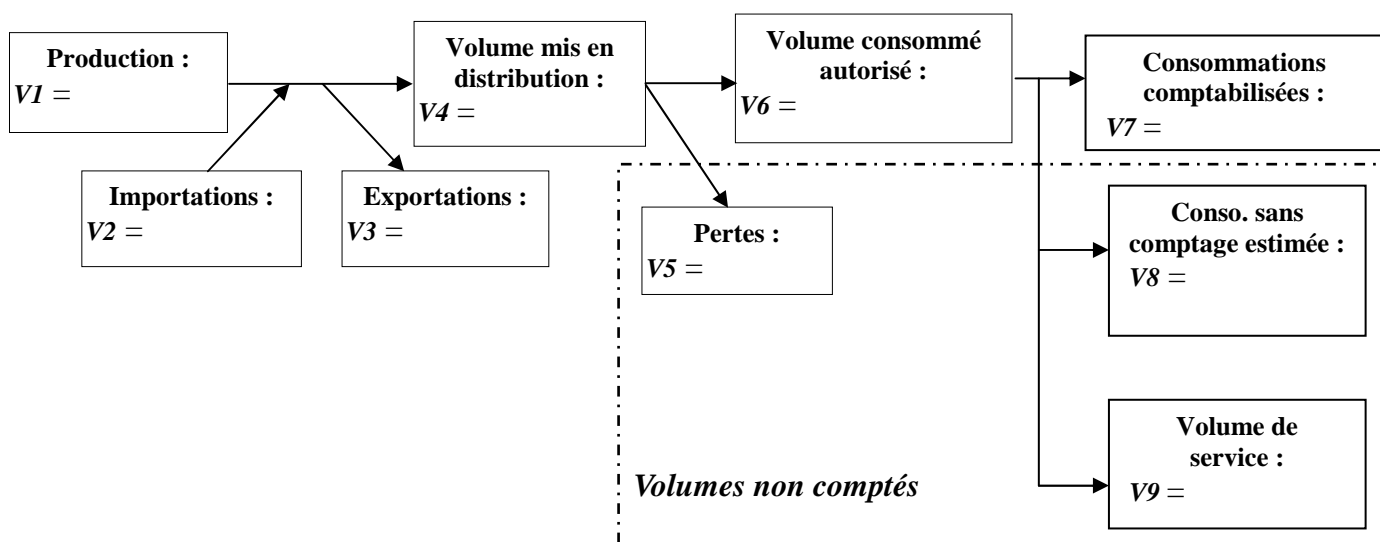 Production :
V1 =
Volume mis en
distribution :
V4 =
Volume consommé
autorisé :
V6 =
Consommations
comptabilisées :
V7 =
Importations :
V2 =
Exportations :
V3 =
Pertes :
V5 =
Conso. sans
comptage estimée :
V8 =
Volume de
service :
V9 =
Volumes non comptés